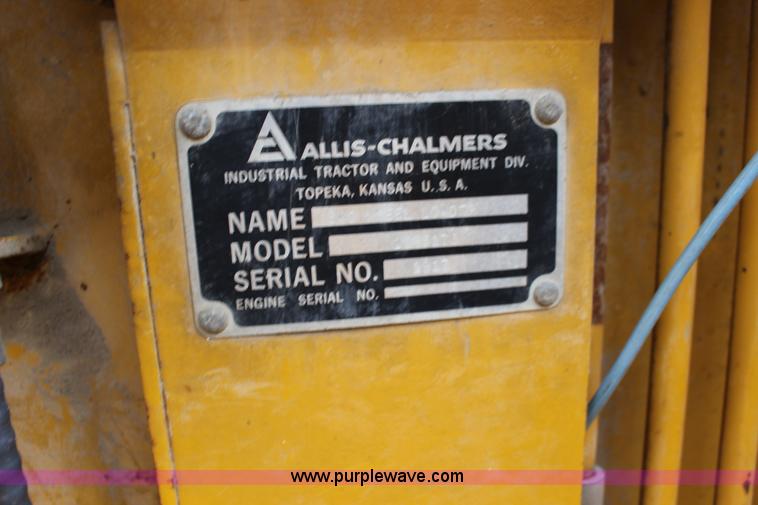 ALLIS-CHALMERS
INDUSTRIAL TRACTOR AND EQUIPMENT DIV.
TOPEKA, KANSAS U.S.A.
NAME
MODEL
SERIAL NO.
ENGINE SERIAL NO.
www.purplewave.com